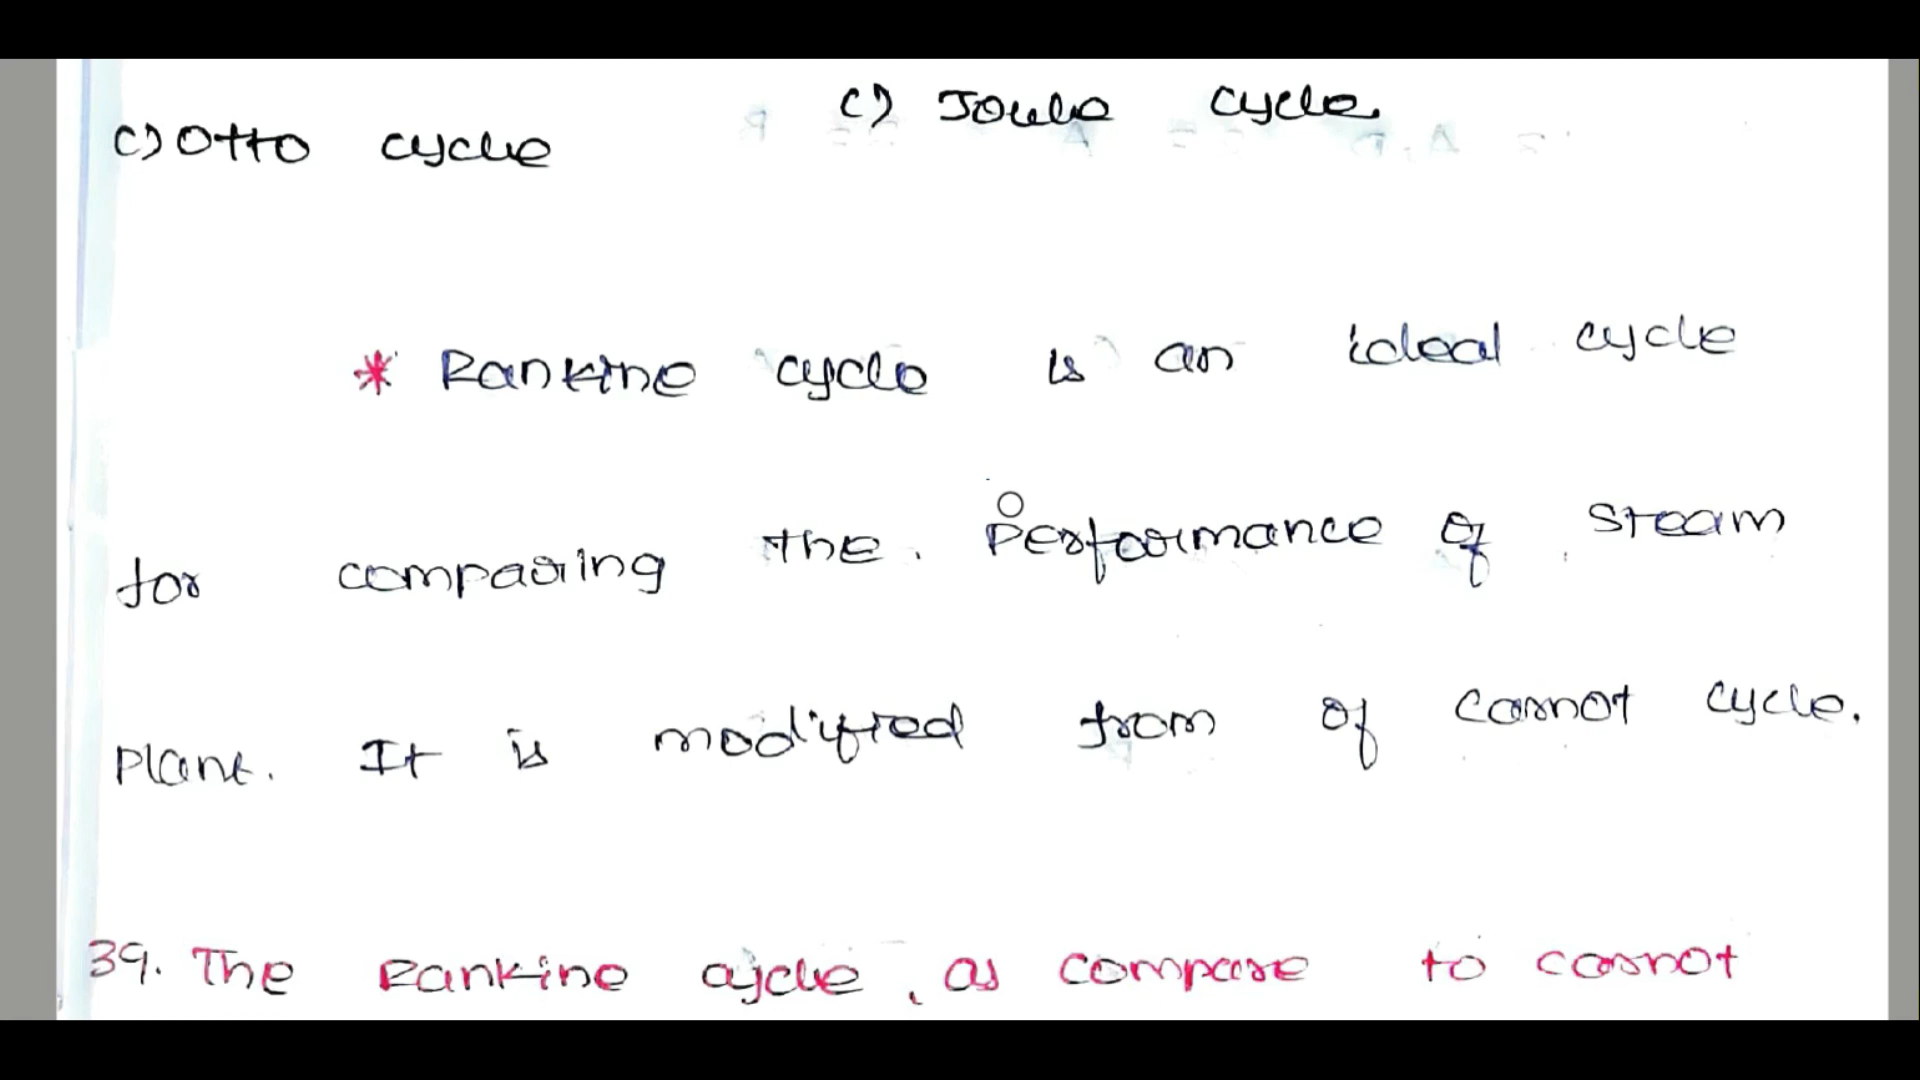 c) Otto cycle c) Joule cycle.
* Rankine cycle is an ideal cycle
for comparing the. Performance of steam
plant. It is modified from of carnot cycle.
39. The Rankine cycle, as compare to carnot